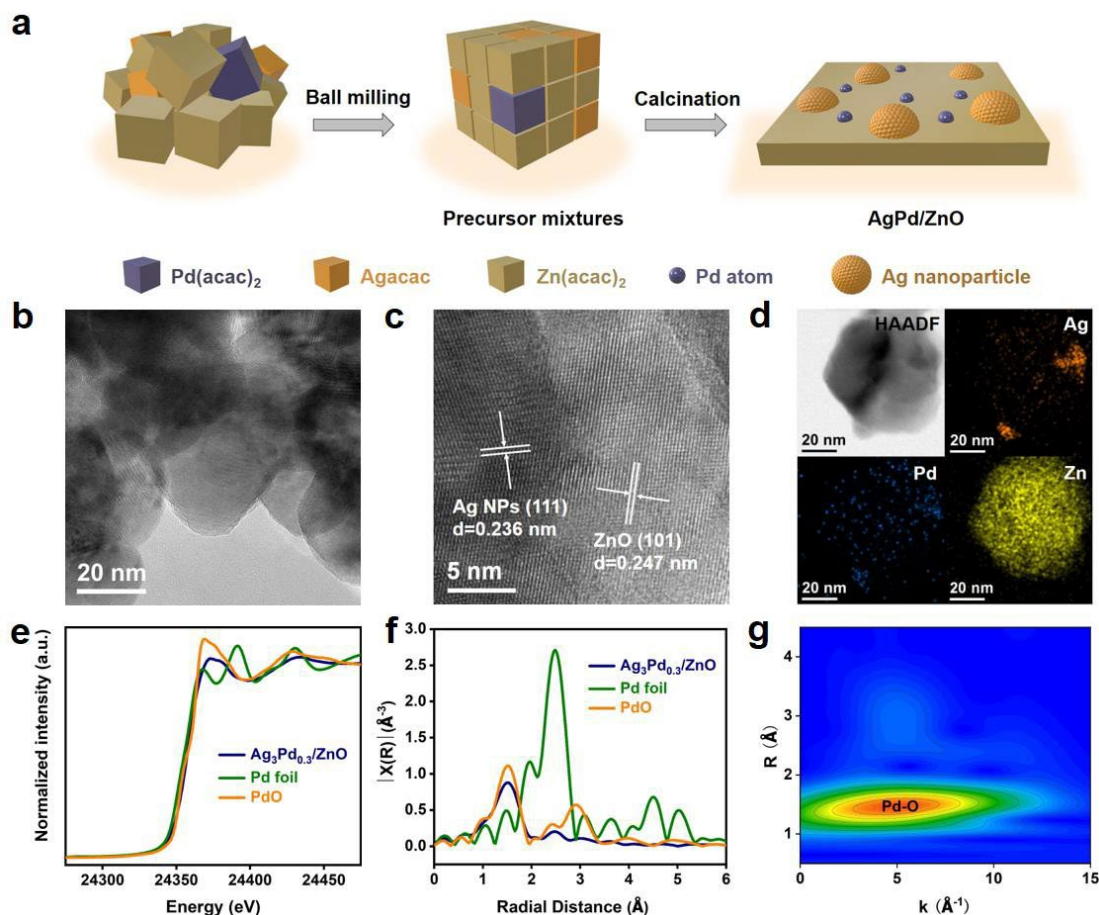 a
Ball milling
Calcination
Precursor mixtures
AgPd/ZnO
Pd(acac)₂
Agacac
Zn(acac)₂
Pd atom
Ag nanoparticle
b
20 nm
c
Ag NPs (111)
d=0.236 nm
ZnO (101)
d=0.247 nm
5 nm
d
HAADF
20 nm
Ag
20 nm
Pd
20 nm
Zn
20 nm
e
Normalized intensity (a.u.)
Ag₃Pd₀.₃/ZnO
Pd foil
PdO
24300 24350 24400 24450
Energy (eV)
f
|X(R)| (Å⁻³)
3.0
2.5
2.0
1.5
1.0
0.5
0.0
Ag₃Pd₀.₃/ZnO
Pd foil
PdO
0 1 2 3 4 5 6
Radial Distance (Å)
g
R (Å)
4
3
2
1
Pd-O
0 5 10 15
k (Å⁻¹)